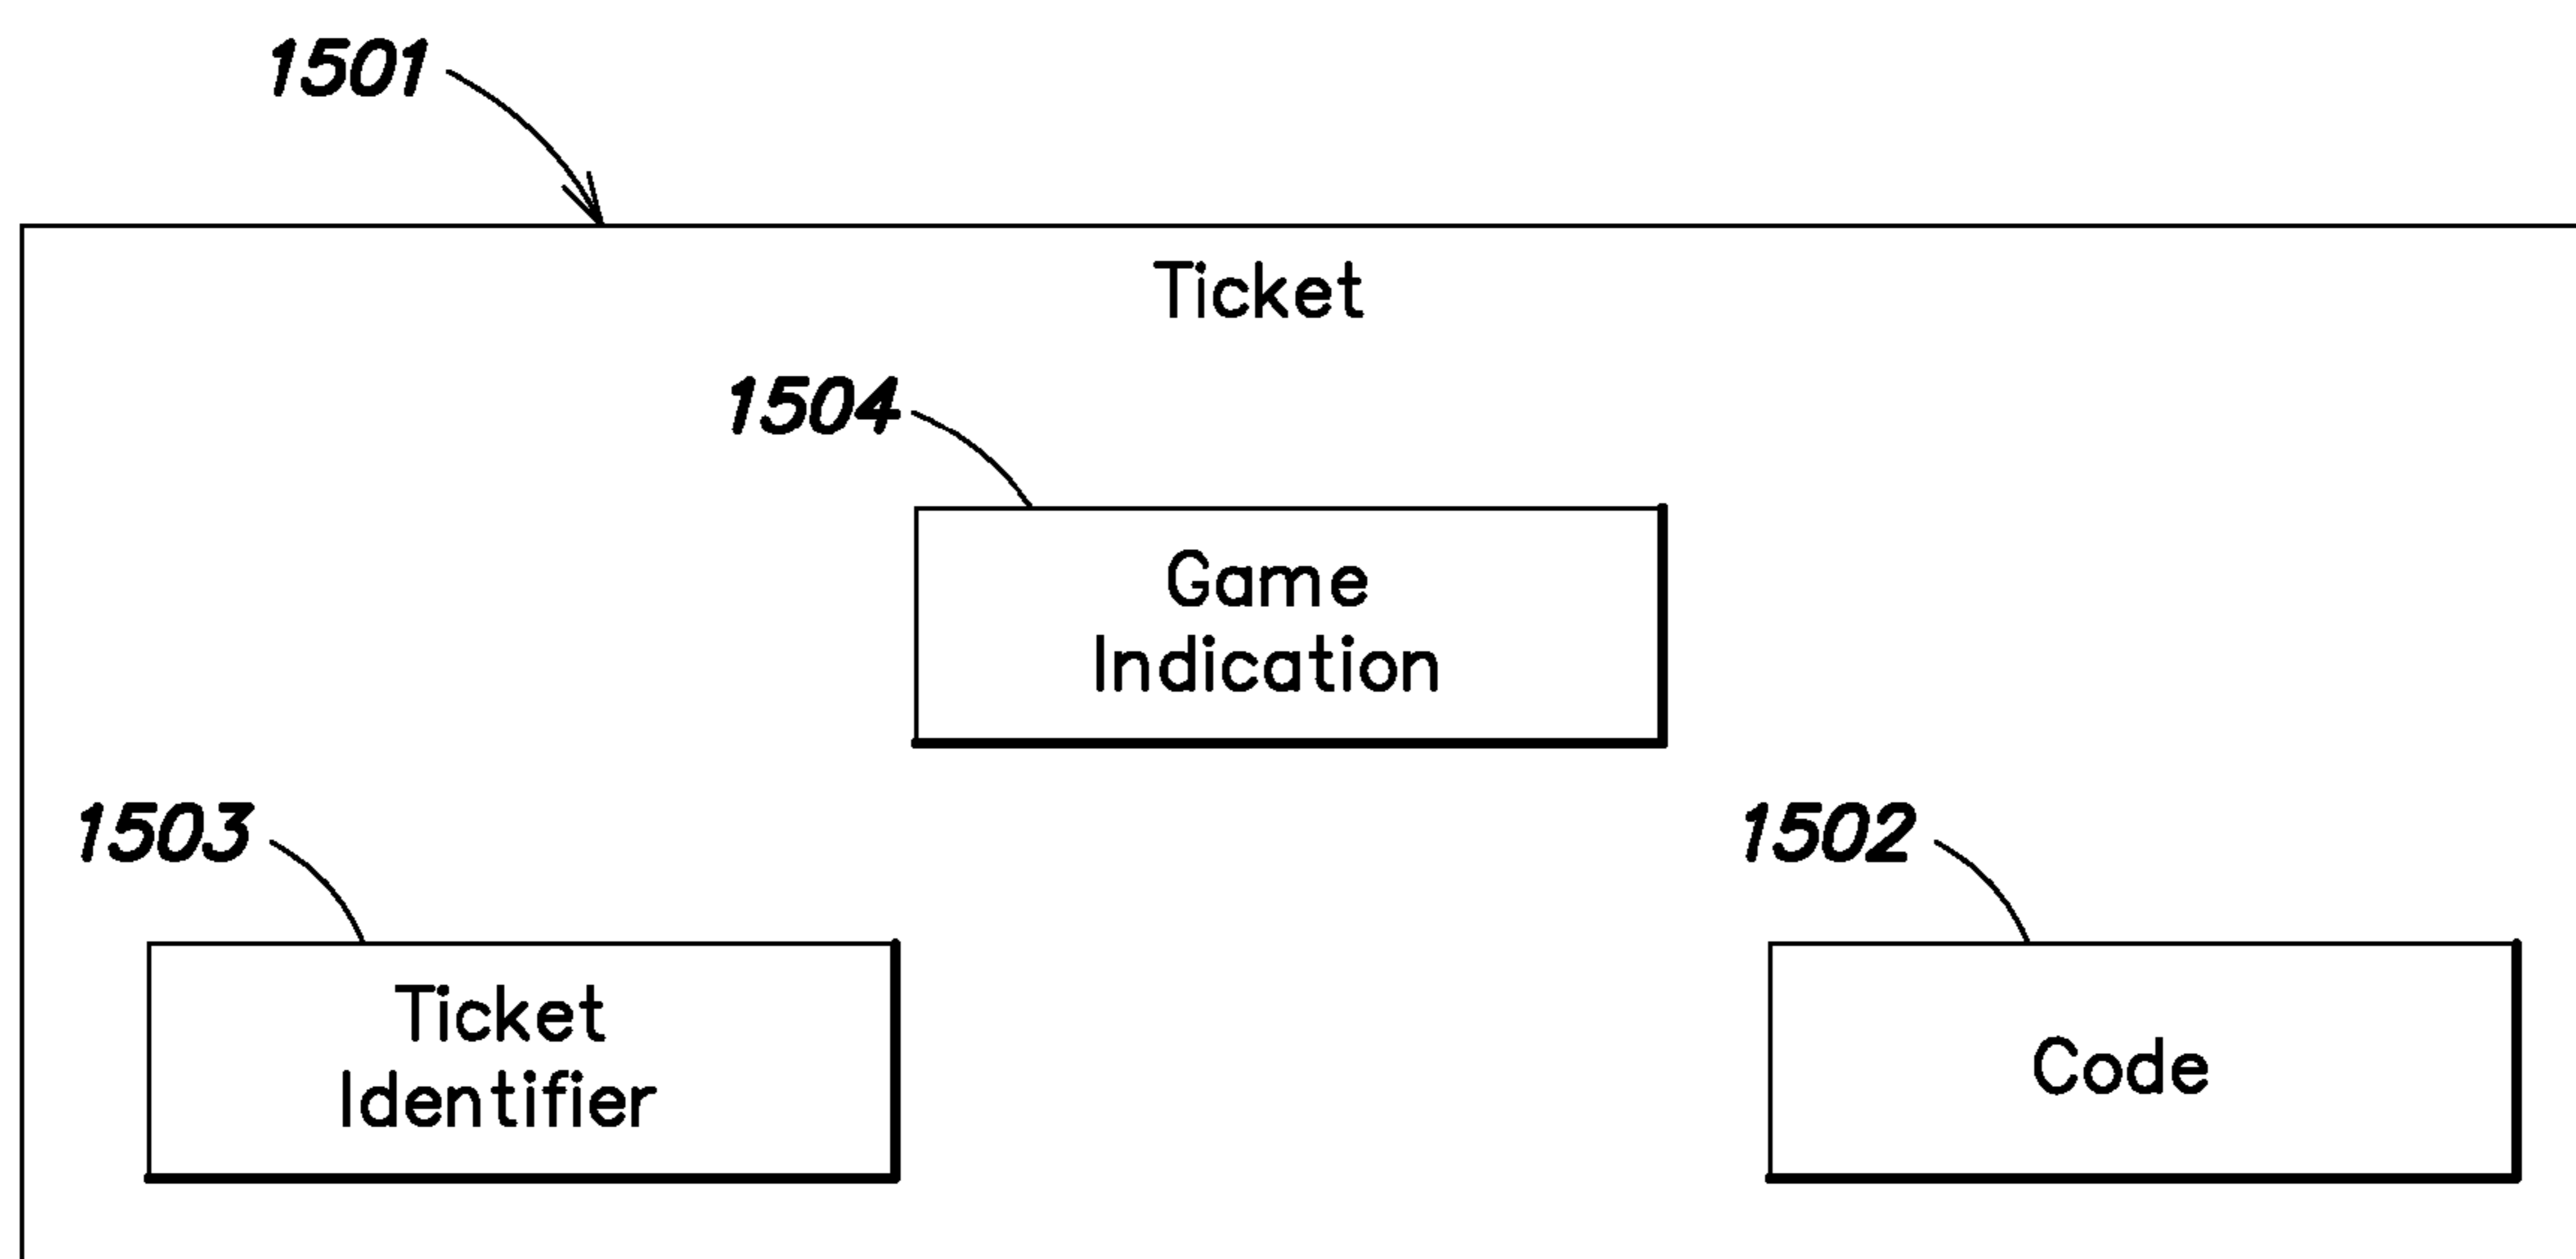 1501
Ticket
1504
Game
Indication
1503
Ticket
Identifier
1502
Code